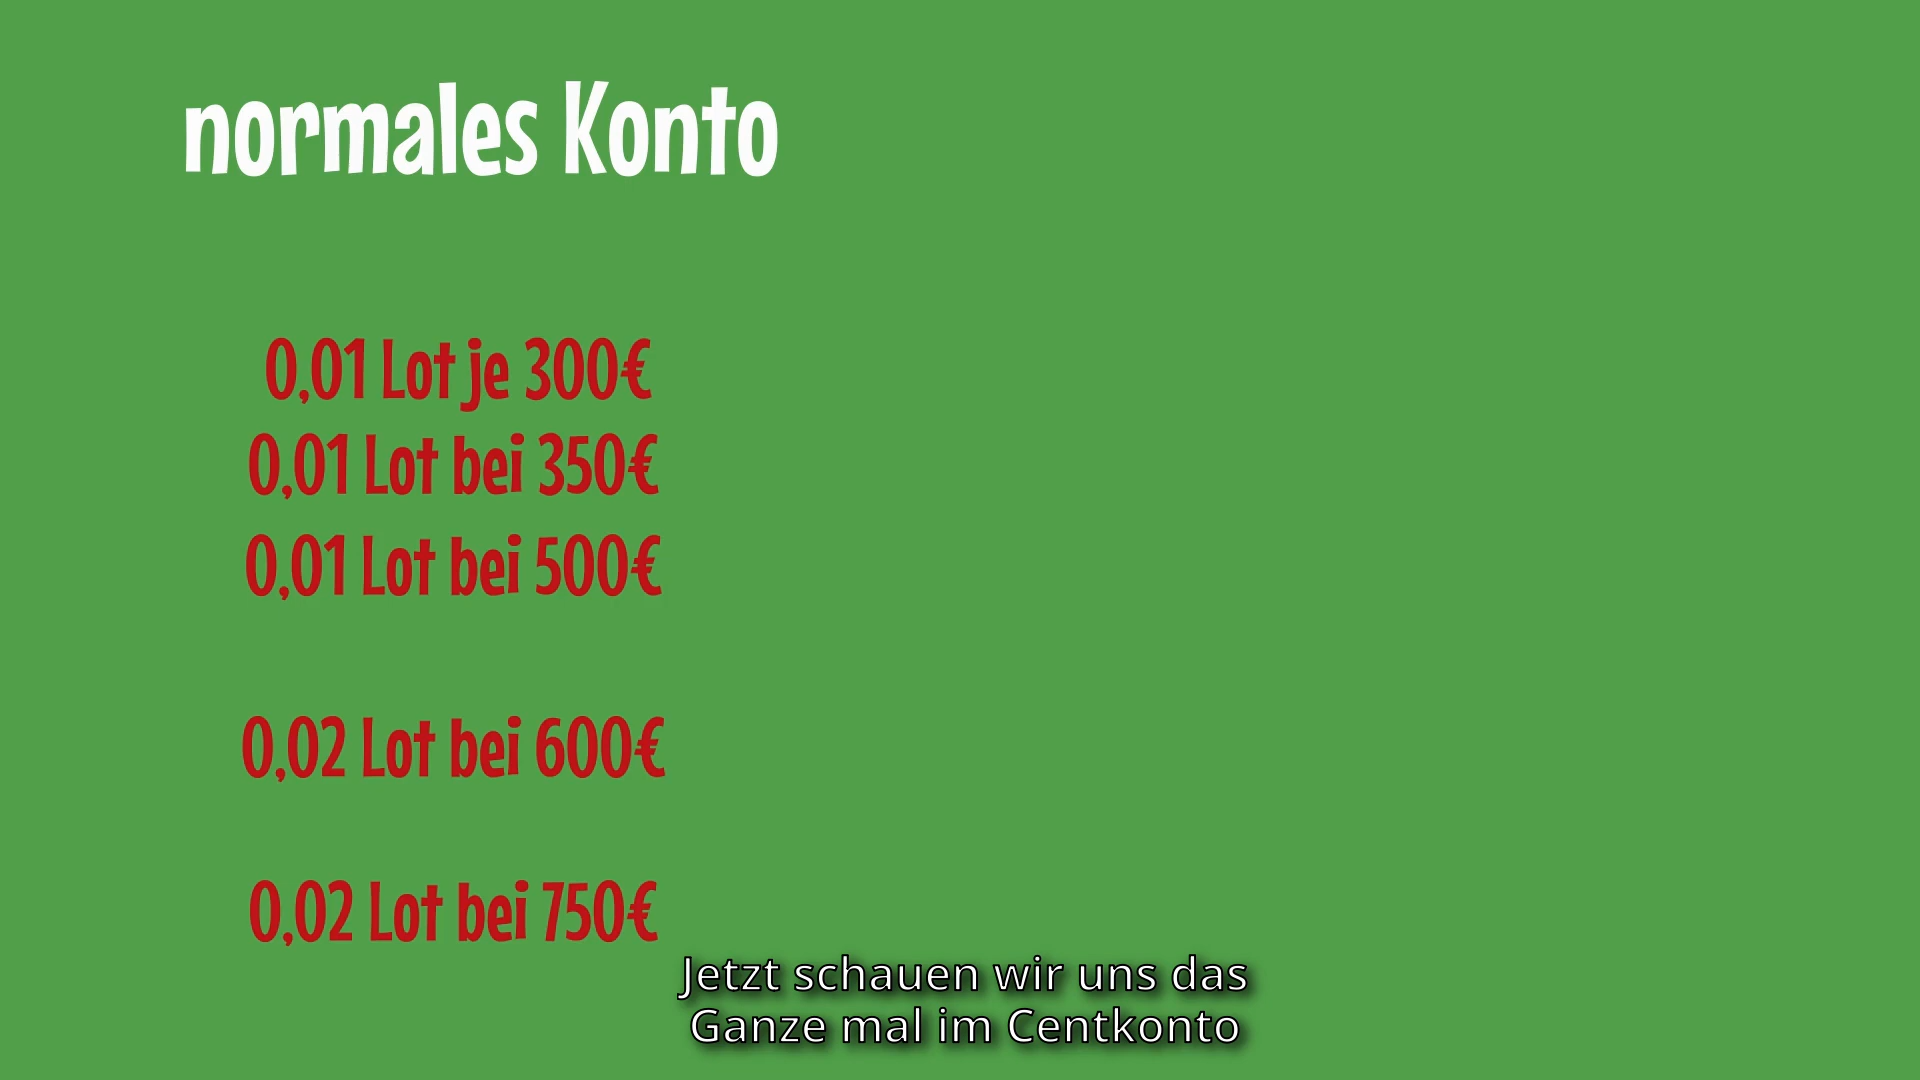 normales Konto
0,01 Lot je 300€
0,01 Lot bei 350€
0,01 Lot bei 500€
0,02 Lot bei 600€
0,02 Lot bei 750€
Jetzt schauen wir uns das
Ganze mal im Centkonto